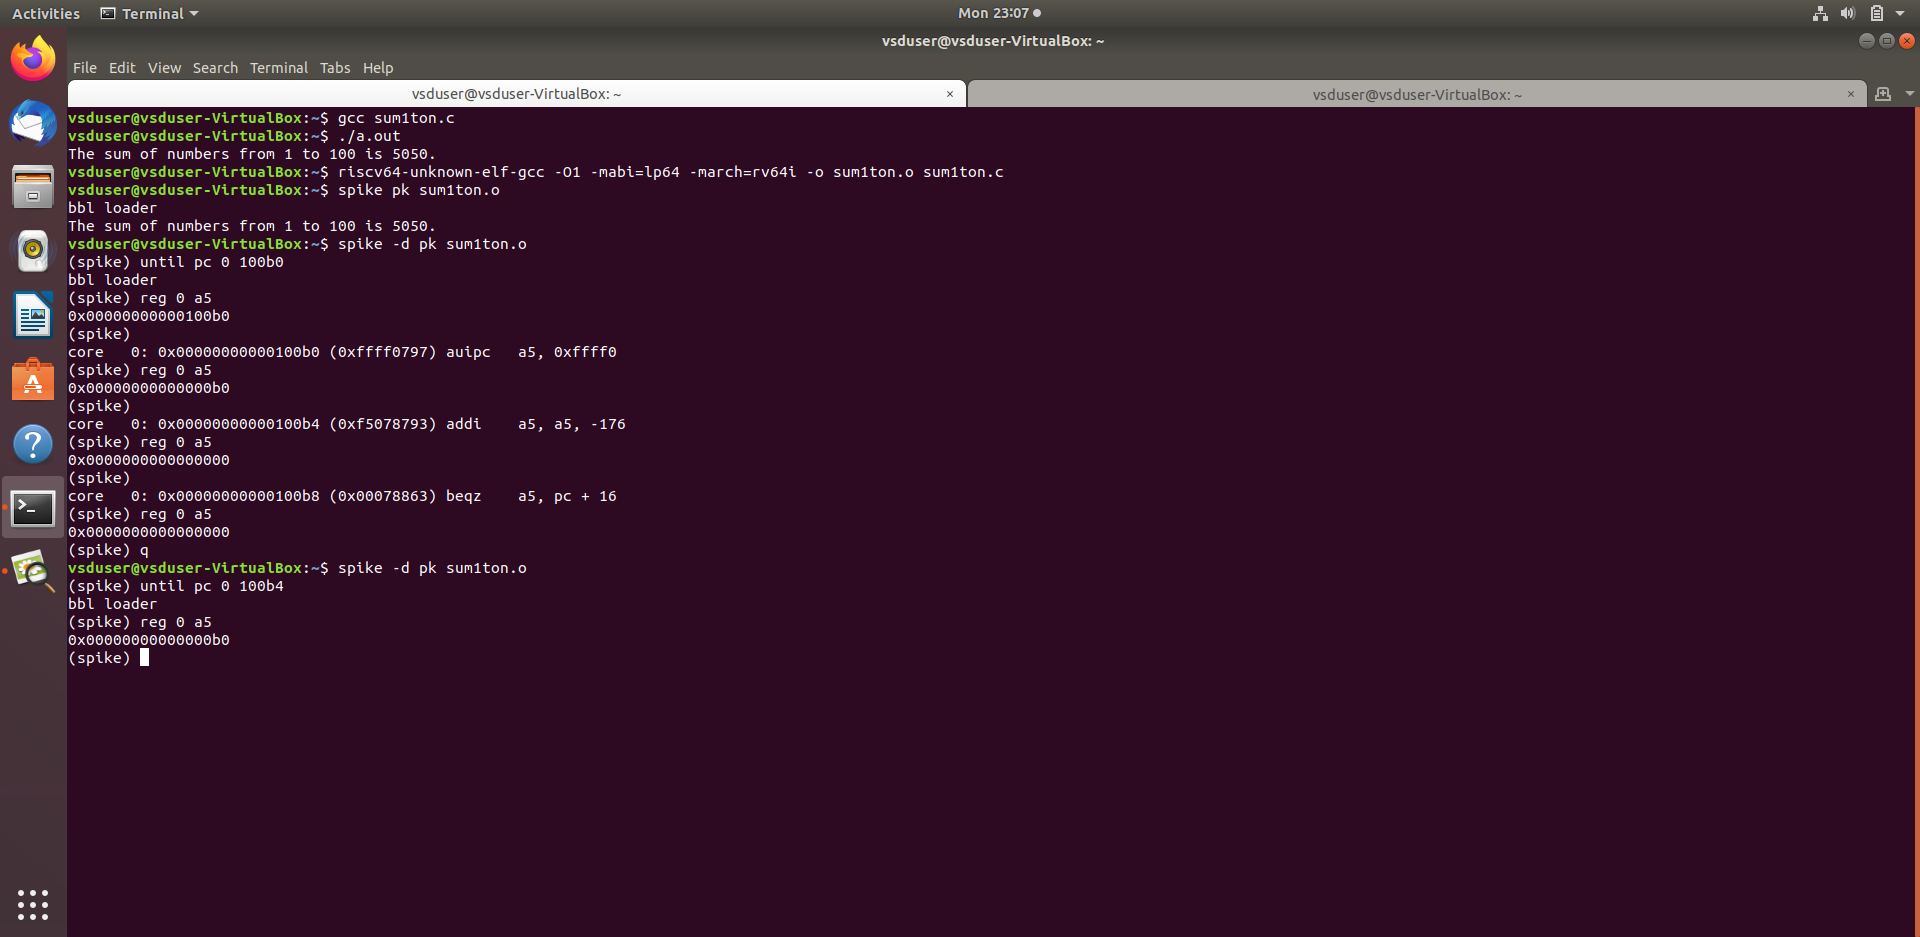 Activities Terminal Mon 23:07
vsduser@vsduser-VirtualBox: ~
File Edit View Search Terminal Tabs Help
vsduser@vsduser-VirtualBox: ~ × vsduser@vsduser-VirtualBox: ~ ×
vsduser@vsduser-VirtualBox:~$ gcc sum1ton.c
vsduser@vsduser-VirtualBox:~$ ./a.out
The sum of numbers from 1 to 100 is 5050.
vsduser@vsduser-VirtualBox:~$ riscv64-unknown-elf-gcc -O1 -mabi=lp64 -march=rv64i -o sum1ton.o sum1ton.c
vsduser@vsduser-VirtualBox:~$ spike pk sum1ton.o
bbl loader
The sum of numbers from 1 to 100 is 5050.
vsduser@vsduser-VirtualBox:~$ spike -d pk sum1ton.o
(spike) until pc 0 100b0
bbl loader
(spike) reg 0 a5
0x00000000000100b0
(spike)
core   0: 0x00000000000100b0 (0xffff0797) auipc   a5, 0xffff0
(spike) reg 0 a5
0x00000000000000b0
(spike)
core   0: 0x00000000000100b4 (0xf5078793) addi    a5, a5, -176
(spike) reg 0 a5
0x0000000000000000
(spike)
core   0: 0x00000000000100b8 (0x00078863) beqz    a5, pc + 16
(spike) reg 0 a5
0x0000000000000000
(spike) q
vsduser@vsduser-VirtualBox:~$ spike -d pk sum1ton.o
(spike) until pc 0 100b4
bbl loader
(spike) reg 0 a5
0x00000000000000b0
(spike)